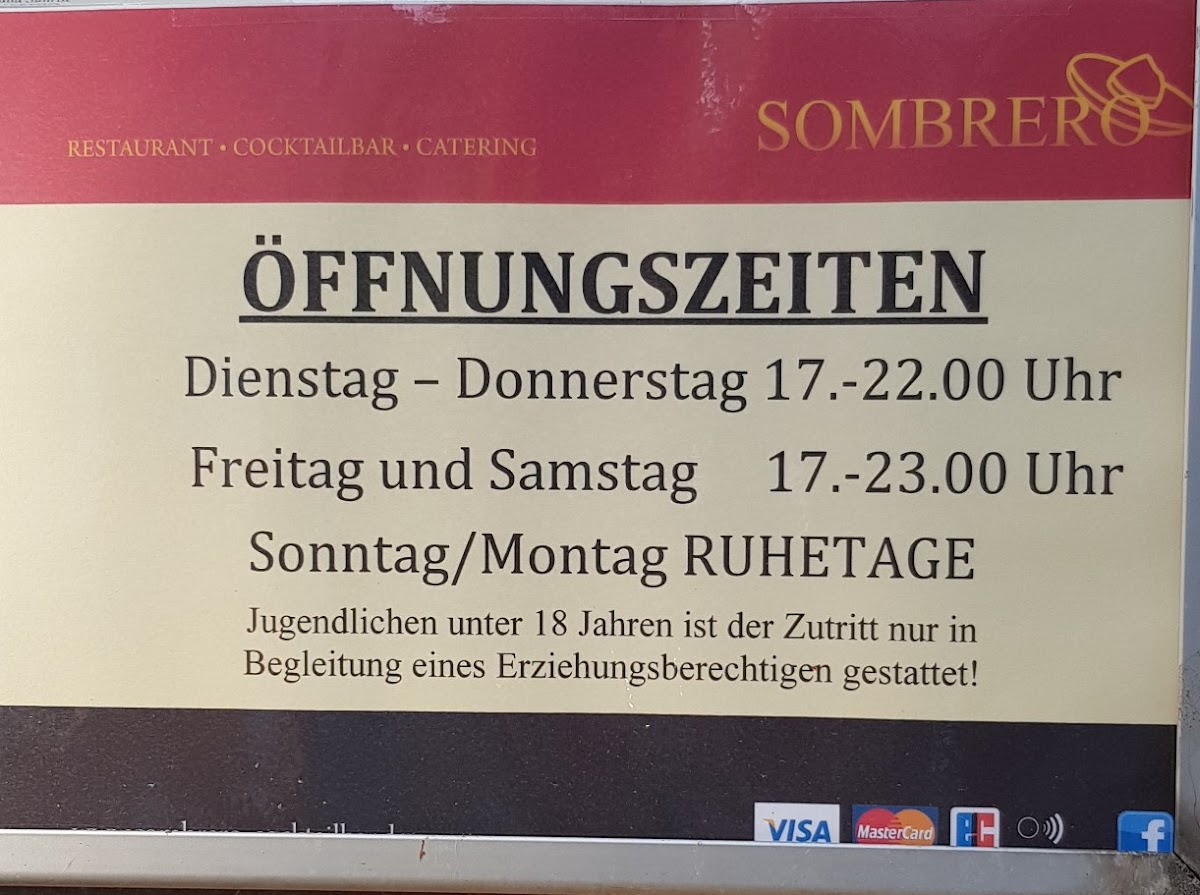 RESTAURANT • COCKTAILBAR • CATERING
SOMBRERO
ÖFFNUNGSZEITEN
Dienstag – Donnerstag 17.-22.00 Uhr
Freitag und Samstag 17.-23.00 Uhr
Sonntag/Montag RUHETAGE
Jugendlichen unter 18 Jahren ist der Zutritt nur in
Begleitung eines Erziehungsberechtigen gestattet!
VISA MasterCard EC f